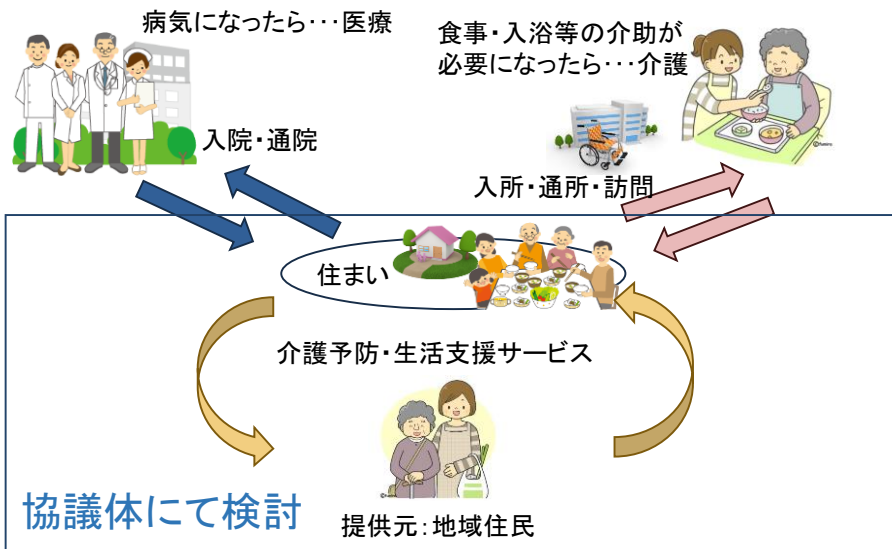 病気になったら･･･医療
食事・入浴等の介助が
必要になったら･･･介護
入院・通院
入所・通所・訪問
住まい
介護予防・生活支援サービス
協議体にて検討
提供元：地域住民